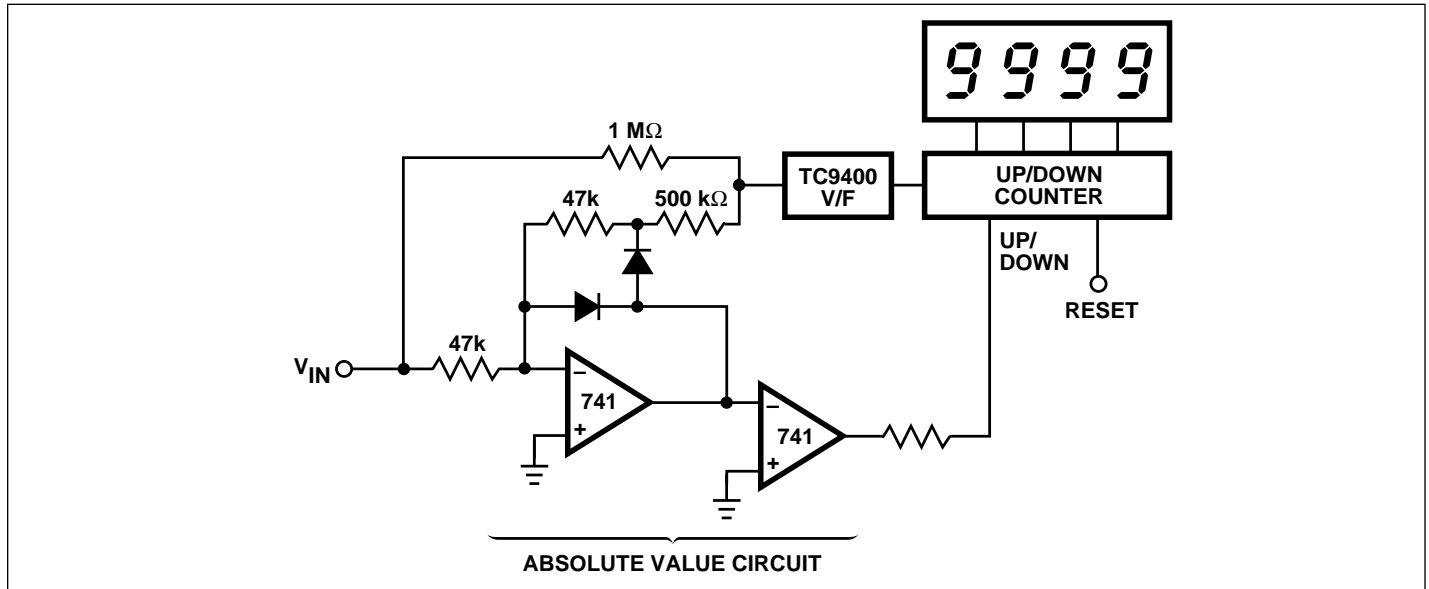 9999
1 MΩ
TC9400
V/F
UP/DOWN
COUNTER
47k
500 kΩ
UP/
DOWN
RESET
47k
VIN
–
741
+
–
741
+
ABSOLUTE VALUE CIRCUIT